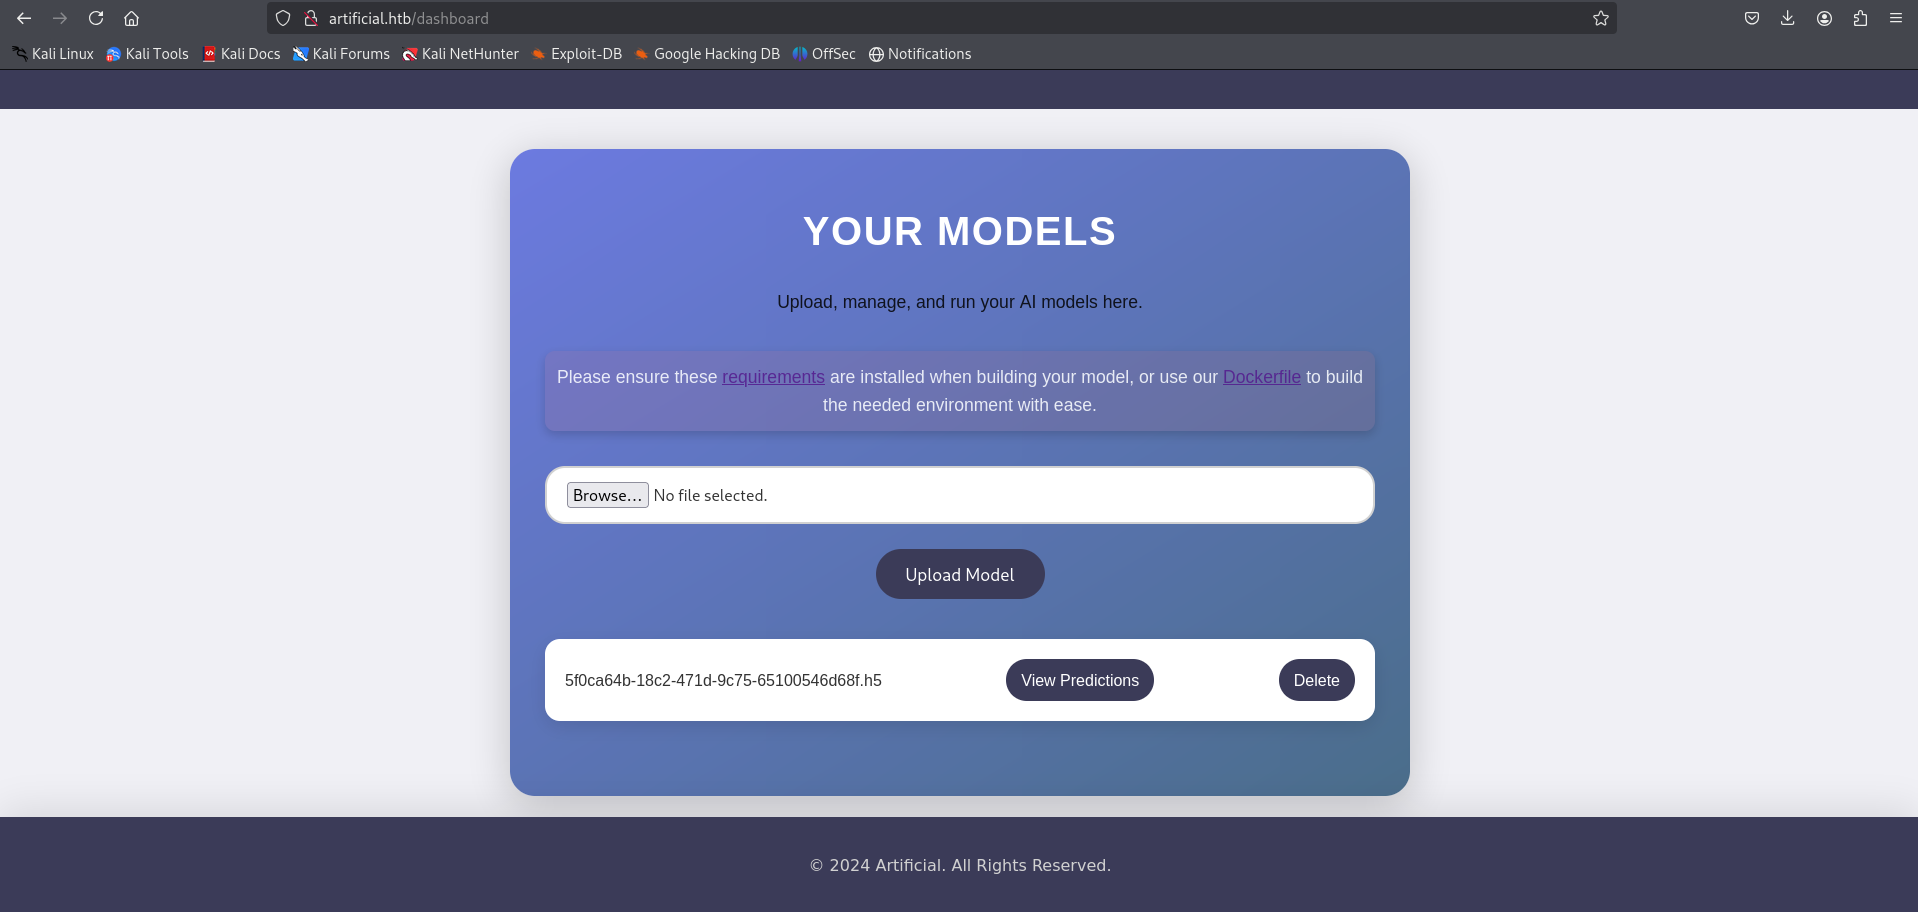 artificial.htb/dashboard
Kali Linux Kali Tools Kali Docs Kali Forums Kali NetHunter Exploit-DB Google Hacking DB OffSec Notifications
YOUR MODELS
Upload, manage, and run your AI models here.
Please ensure these requirements are installed when building your model, or use our Dockerfile to build
the needed environment with ease.
Browse... No file selected.
Upload Model
5f0ca64b-18c2-471d-9c75-65100546d68f.h5 View Predictions Delete
© 2024 Artificial. All Rights Reserved.